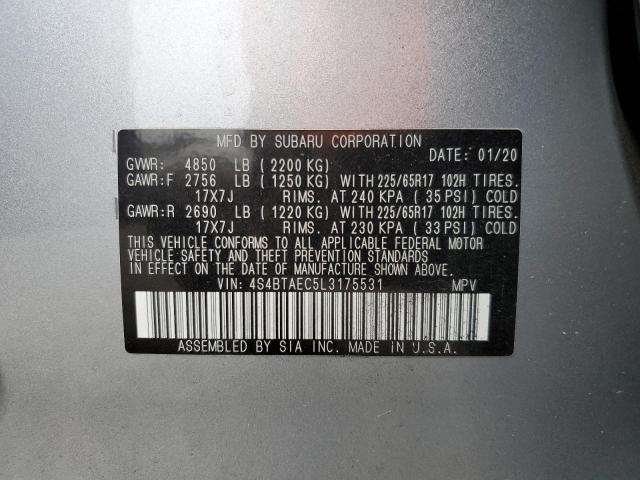 MFD BY SUBARU CORPORATION
DATE: 01/20
GVWR: 4850 LB (2200 KG)
GAWR:F 2756 LB (1250 KG) WITH 225/65R17 102H TIRES.
17X7J RIMS. AT 240 KPA (35 PSI) COLD
GAWR:R 2690 LB (1220 KG) WITH 225/65R17 102H TIRES.
17X7J RIMS. AT 230 KPA (33 PSI) COLD
THIS VEHICLE CONFORMS TO ALL APPLICABLE FEDERAL MOTOR
VEHICLE SAFETY AND THEFT PREVENTION STANDARDS
IN EFFECT ON THE DATE OF MANUFACTURE SHOWN ABOVE.
VIN: 4S4BTAEC5L3175531 MPV
ASSEMBLED BY SIA INC. MADE IN U.S.A.